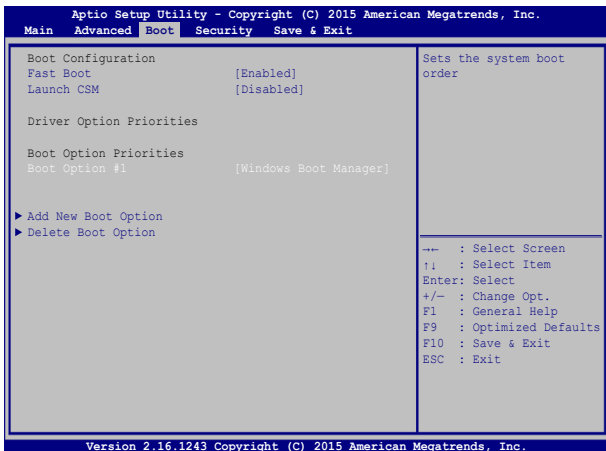 Aptio Setup Utility - Copyright (C) 2015 American Megatrends, Inc.
Main Advanced Boot Security Save & Exit
Boot Configuration
Fast Boot [Enabled]
Launch CSM [Disabled]
Driver Option Priorities
Boot Option Priorities
Boot Option #1 [Windows Boot Manager]
▶ Add New Boot Option
▶ Delete Boot Option
Sets the system boot
order
→← : Select Screen
↑↓ : Select Item
Enter: Select
+/— : Change Opt.
F1 : General Help
F9 : Optimized Defaults
F10 : Save & Exit
ESC : Exit
Version 2.16.1243 Copyright (C) 2015 American Megatrends, Inc.